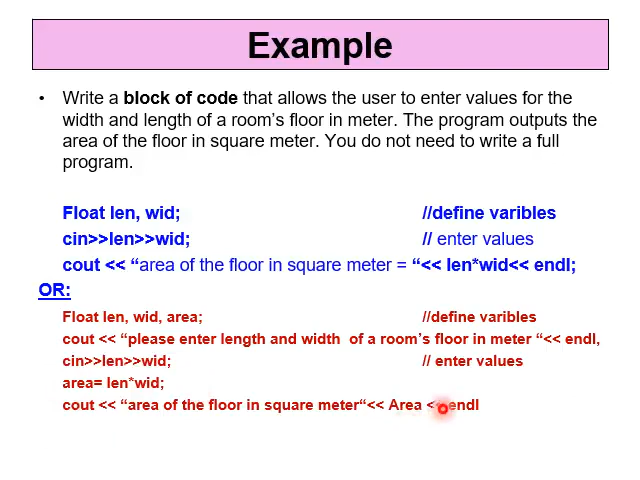 Example
• Write a block of code that allows the user to enter values for the
width and length of a room's floor in meter. The program outputs the
area of the floor in square meter. You do not need to write a full
program.
Float len, wid; //define varibles
cin>>len>>wid; // enter values
cout << “area of the floor in square meter = “<< len*wid<< endl;
OR:
Float len, wid, area; //define varibles
cout << “please enter length and width of a room’s floor in meter “<< endl,
cin>>len>>wid; // enter values
area= len*wid;
cout << “area of the floor in square meter“<< Area << endl